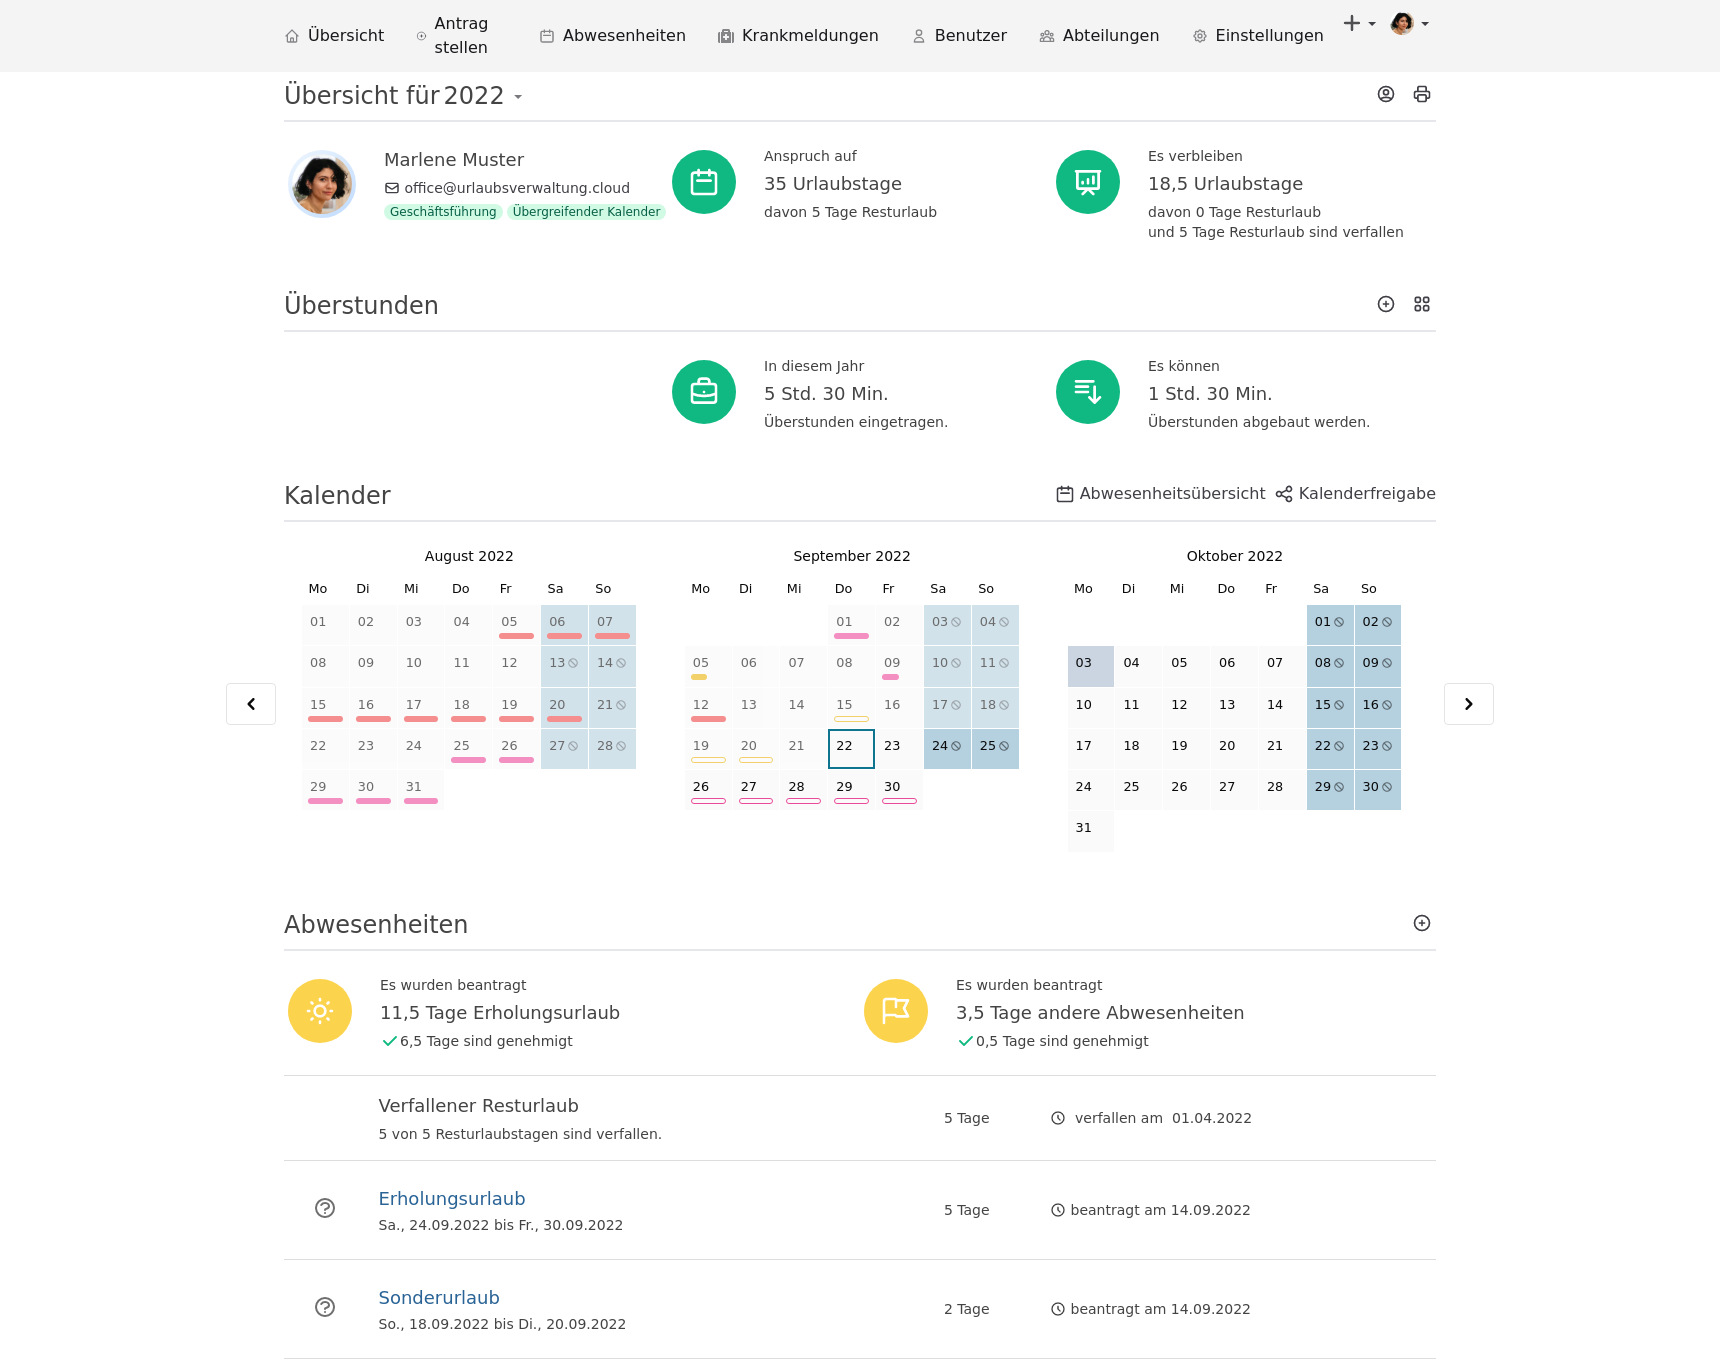 Übersicht
Antrag stellen
Abwesenheiten
Krankmeldungen
Benutzer
Abteilungen
Einstellungen
Übersicht für 2022
Marlene Muster
office@urlaubsverwaltung.cloud
Geschäftsführung Übergreifender Kalender
Anspruch auf
35 Urlaubstage
davon 5 Tage Resturlaub
Es verbleiben
18,5 Urlaubstage
davon 0 Tage Resturlaub
und 5 Tage Resturlaub sind verfallen
Überstunden
In diesem Jahr
5 Std. 30 Min.
Überstunden eingetragen.
Es können
1 Std. 30 Min.
Überstunden abgebaut werden.
Kalender
Abwesenheitsübersicht Kalenderfreigabe
August 2022
Mo Di Mi Do Fr Sa So
01 02 03 04 05 06 07
08 09 10 11 12 13 14
15 16 17 18 19 20 21
22 23 24 25 26 27 28
29 30 31
September 2022
Mo Di Mi Do Fr Sa So
01 02 03 04
05 06 07 08 09 10 11
12 13 14 15 16 17 18
19 20 21 22 23 24 25
26 27 28 29 30
Oktober 2022
Mo Di Mi Do Fr Sa So
01 02
03 04 05 06 07 08 09
10 11 12 13 14 15 16
17 18 19 20 21 22 23
24 25 26 27 28 29 30
31
Abwesenheiten
Es wurden beantragt
11,5 Tage Erholungsurlaub
6,5 Tage sind genehmigt
Es wurden beantragt
3,5 Tage andere Abwesenheiten
0,5 Tage sind genehmigt
Verfallener Resturlaub
5 von 5 Resturlaubstagen sind verfallen.
5 Tage
verfallen am 01.04.2022
Erholungsurlaub
Sa., 24.09.2022 bis Fr., 30.09.2022
5 Tage
beantragt am 14.09.2022
Sonderurlaub
So., 18.09.2022 bis Di., 20.09.2022
2 Tage
beantragt am 14.09.2022